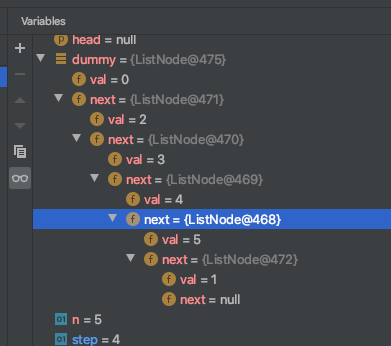 Variables
p head = null
dummy = {ListNode@475}
f val = 0
f next = {ListNode@471}
f val = 2
f next = {ListNode@470}
f val = 3
f next = {ListNode@469}
f val = 4
f next = {ListNode@468}
f val = 5
f next = {ListNode@472}
f val = 1
f next = null
01 n = 5
01 step = 4